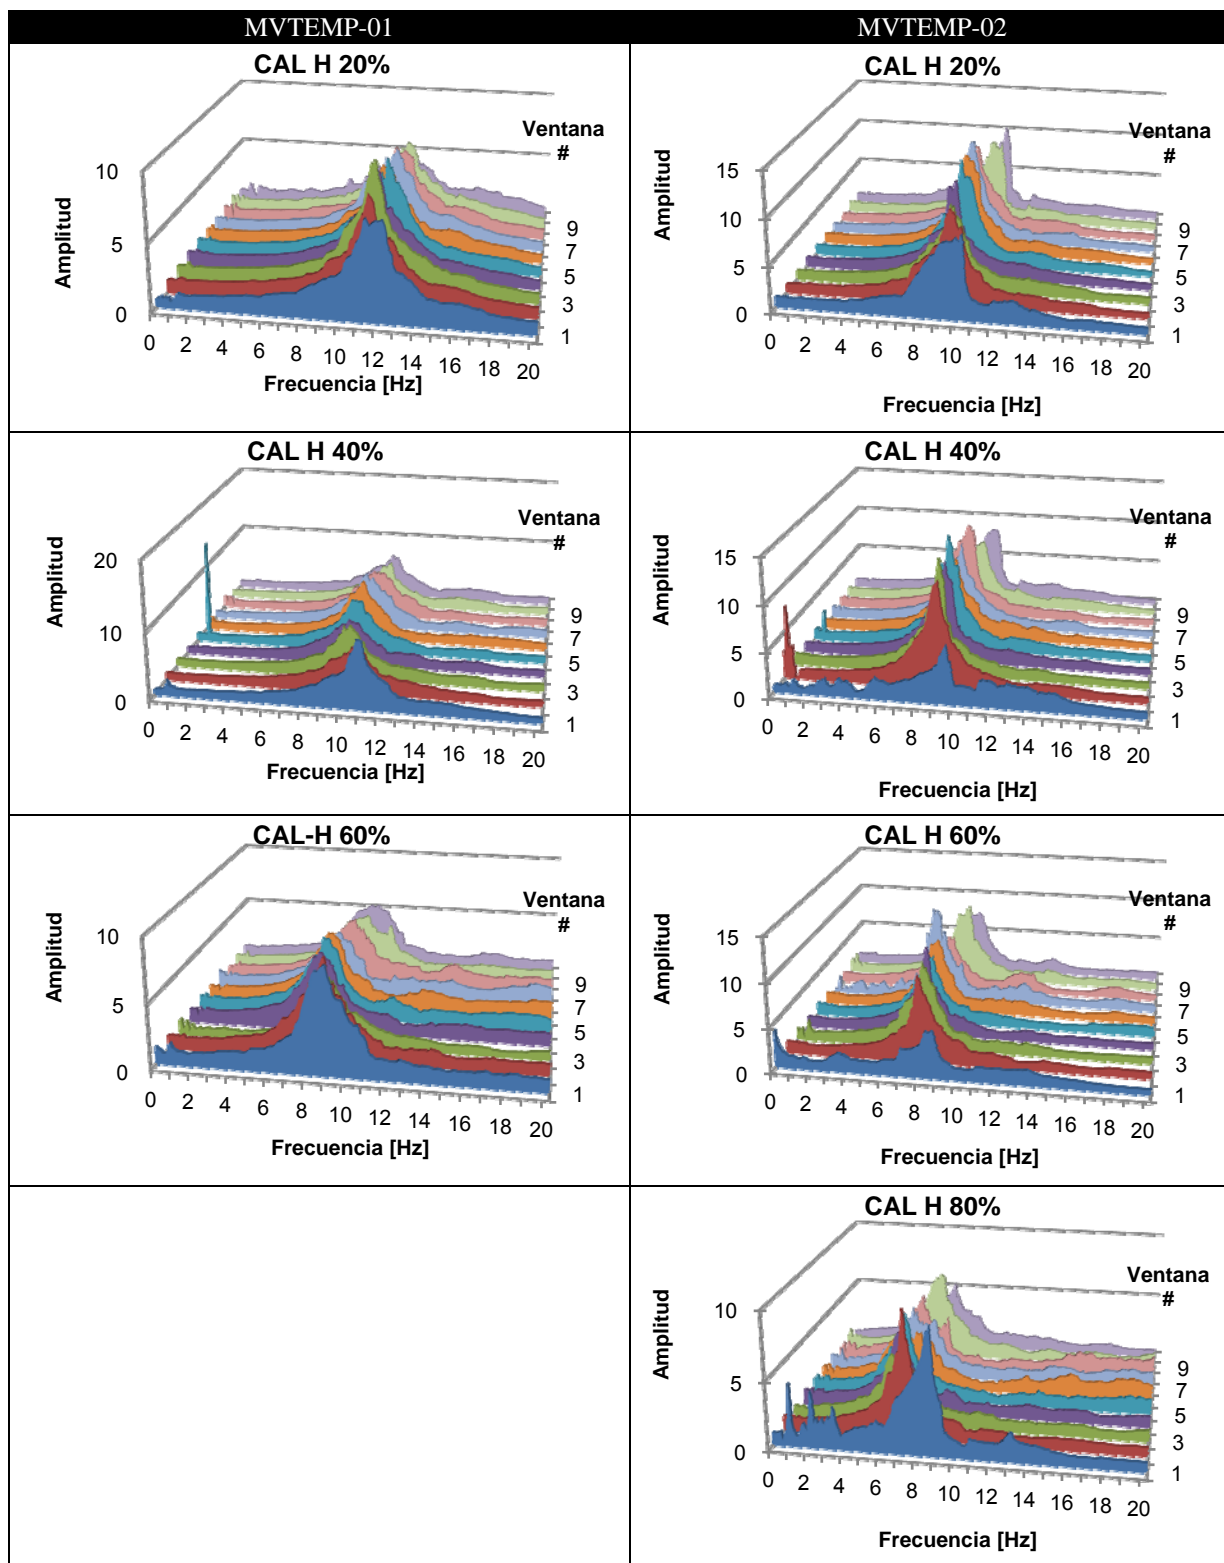 MVTEMP-01 MVTEMP-02
CAL H 20%
Ventana
#
Amplitud
10
5
0
0 2 4 6 8 10 12 14 16 18 20
1 3 5 7 9
Frecuencia [Hz]
CAL H 20%
Ventana
#
Amplitud
15
10
5
0
0 2 4 6 8 10 12 14 16 18 20
1 3 5 7 9
Frecuencia [Hz]
CAL H 40%
Ventana
#
Amplitud
20
10
0
0 2 4 6 8 10 12 14 16 18 20
1 3 5 7 9
Frecuencia [Hz]
CAL H 40%
Ventana
#
Amplitud
15
10
5
0
0 2 4 6 8 10 12 14 16 18 20
1 3 5 7 9
Frecuencia [Hz]
CAL-H 60%
Ventana
#
Amplitud
10
5
0
0 2 4 6 8 10 12 14 16 18 20
1 3 5 7 9
Frecuencia [Hz]
CAL H 60%
Ventana
#
Amplitud
15
10
5
0
0 2 4 6 8 10 12 14 16 18 20
1 3 5 7 9
Frecuencia [Hz]
CAL H 80%
Ventana
#
Amplitud
10
5
0
0 2 4 6 8 10 12 14 16 18 20
1 3 5 7 9
Frecuencia [Hz]